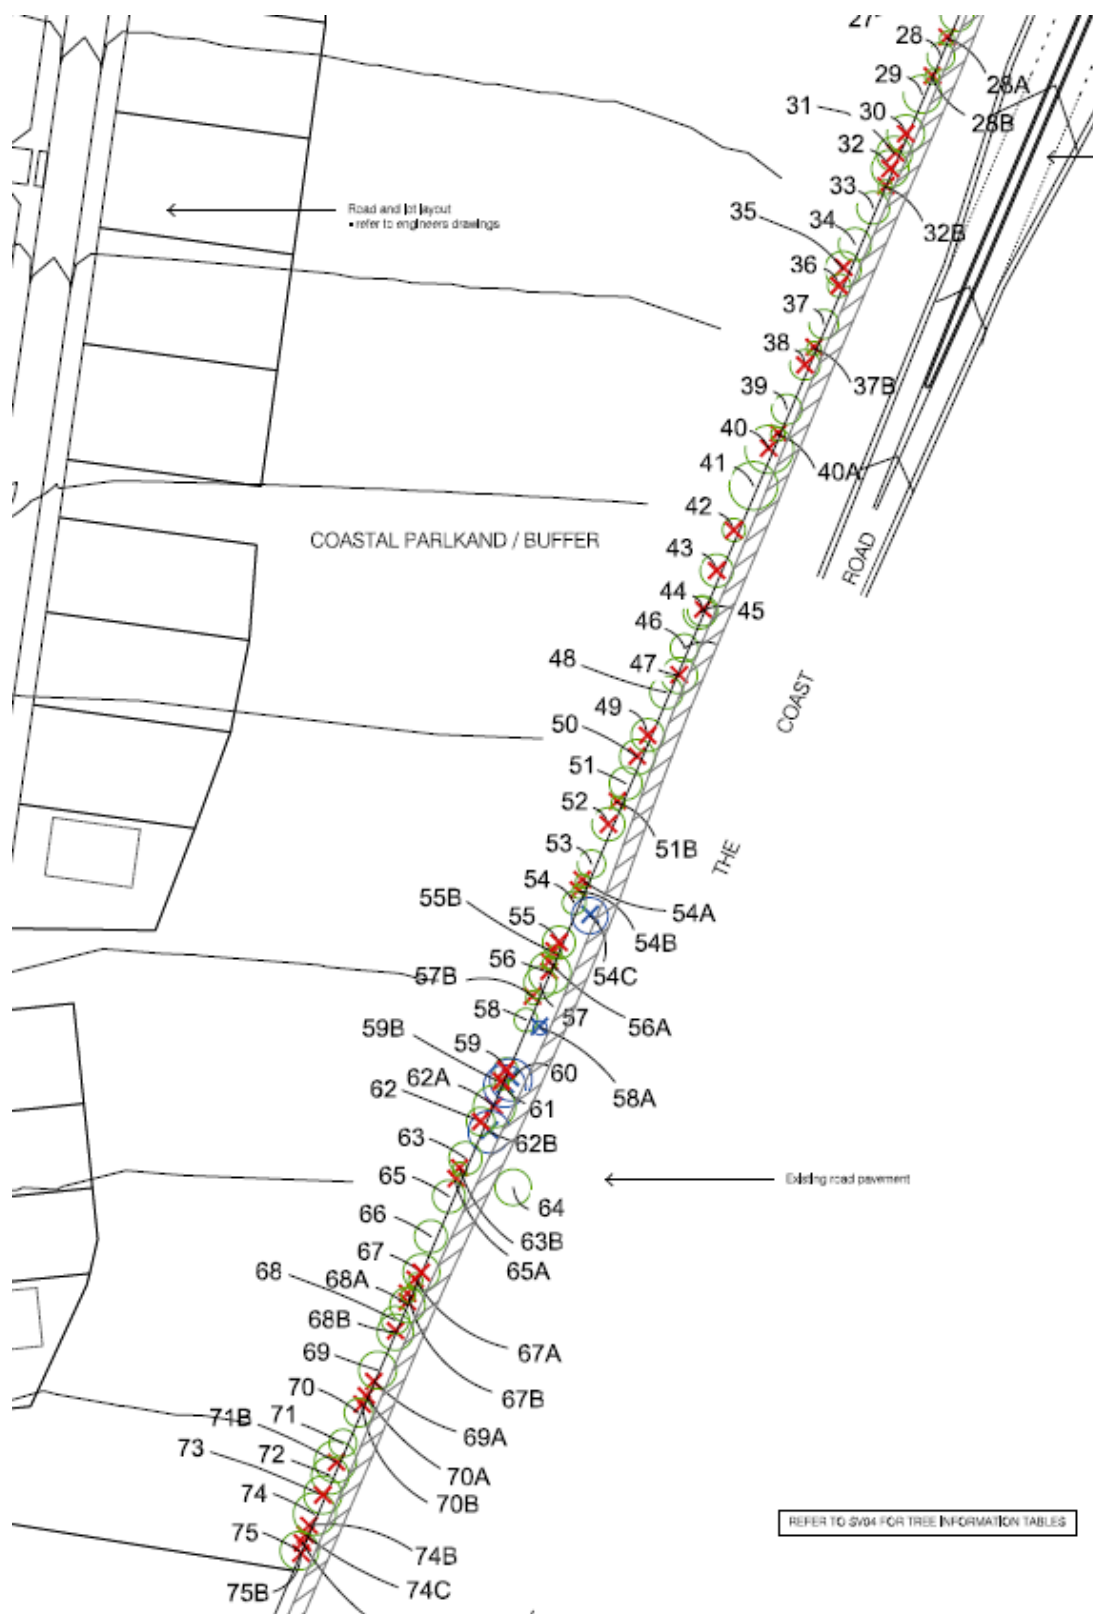 27
28
28A
29
28B
31
30
32
33
32B
35
34
36
Road and lot layout
• refer to engineers drawings
37
38
37B
39
40
40A
41
42
COASTAL PARLKAND / BUFFER
ROAD
43
44
45
46
48
47
COAST
49
50
51
52
51B
THE
53
54
54A
55B
55
54B
54C
56
57B
57
56A
58
59B
59
60
58A
62A
62
61
62B
63
65
64
Existing road pavement
63B
66
65A
67
68
68A
68B
67A
69
67B
70
71
71B
69A
73
72
70A
70B
74
REFER TO SV04 FOR TREE INFORMATION TABLES
75
74B
75B
74C